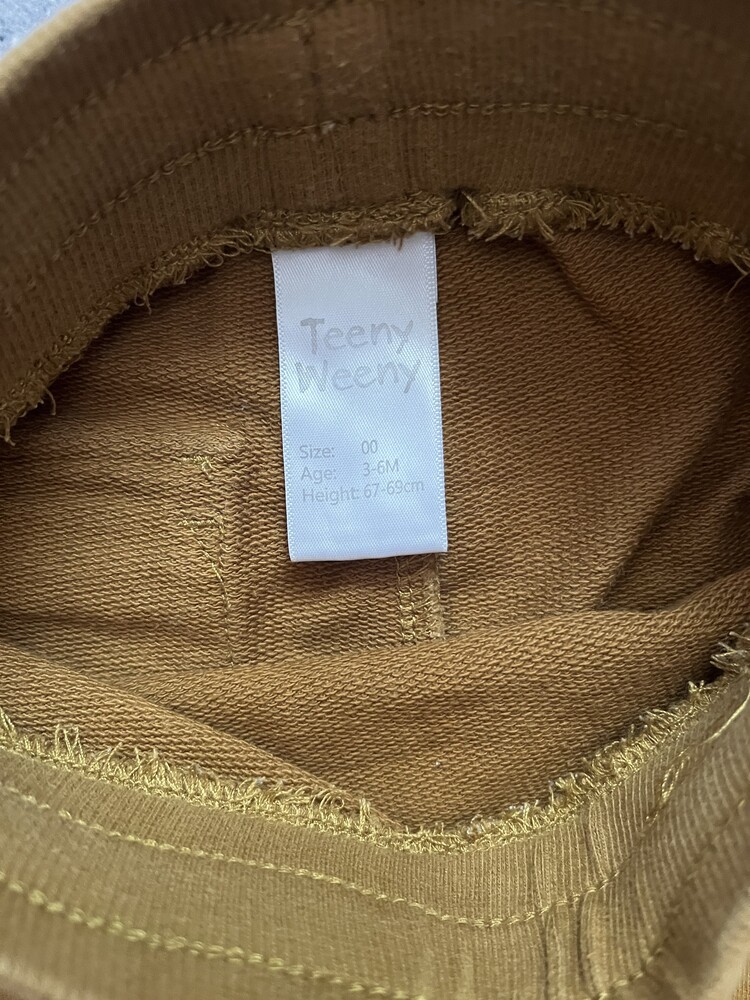 Teeny
Weeny
Size: 00
Age: 3-6M
Height: 67-69cm